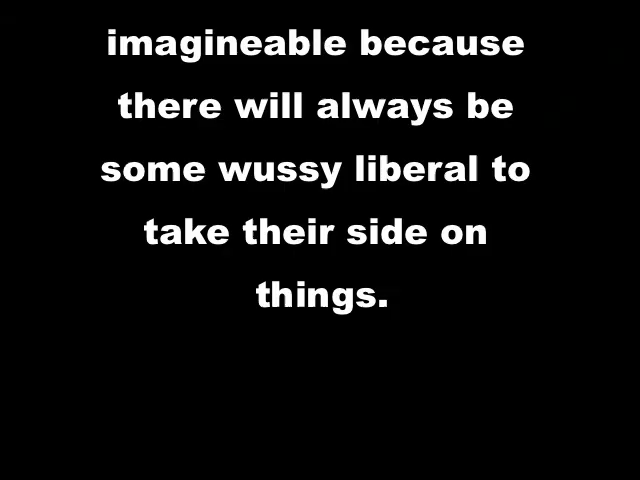 imagineable because
there will always be
some wussy liberal to
take their side on
things.